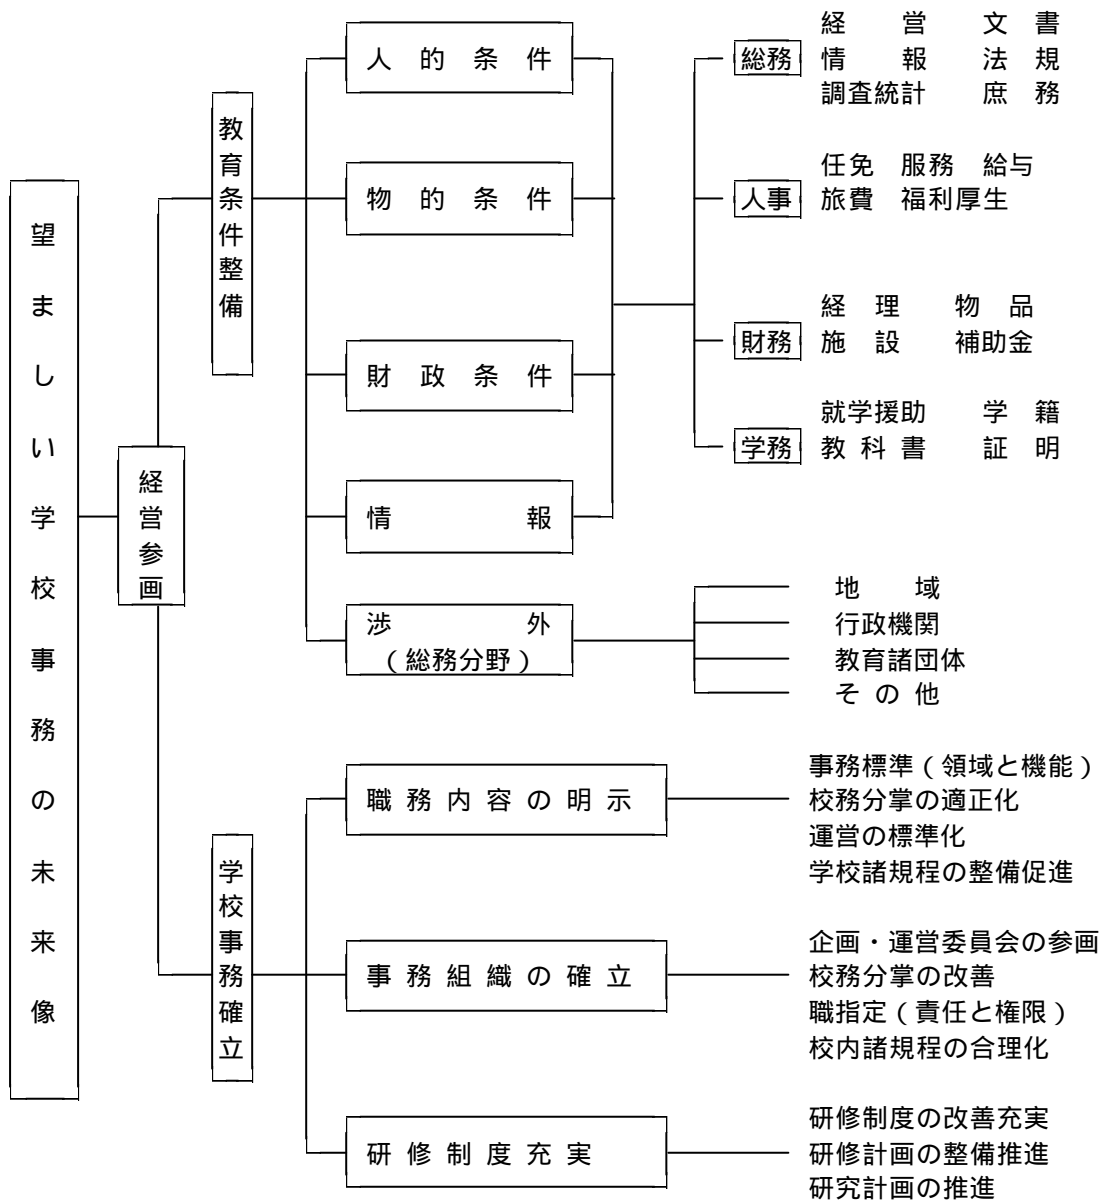 望ましい学校事務の未来像
経営参画
教育条件整備
人的条件
物的条件
財政条件
情報
渉外
（総務分野）
総務
経営 文書
情報 法規
調査統計 庶務
人事
任免 服務 給与
旅費 福利厚生
財務
経理 物品
施設 補助金
学務
就学援助 学籍
教科書 証明
地域
行政機関
教育諸団体
その他
学校事務確立
職務内容の明示
事務標準（領域と機能）
校務分掌の適正化
運営の標準化
学校諸規程の整備促進
事務組織の確立
企画・運営委員会の参画
校務分掌の改善
職指定（責任と権限）
校内諸規程の合理化
研修制度充実
研修制度の改善充実
研修計画の整備推進
研究計画の推進